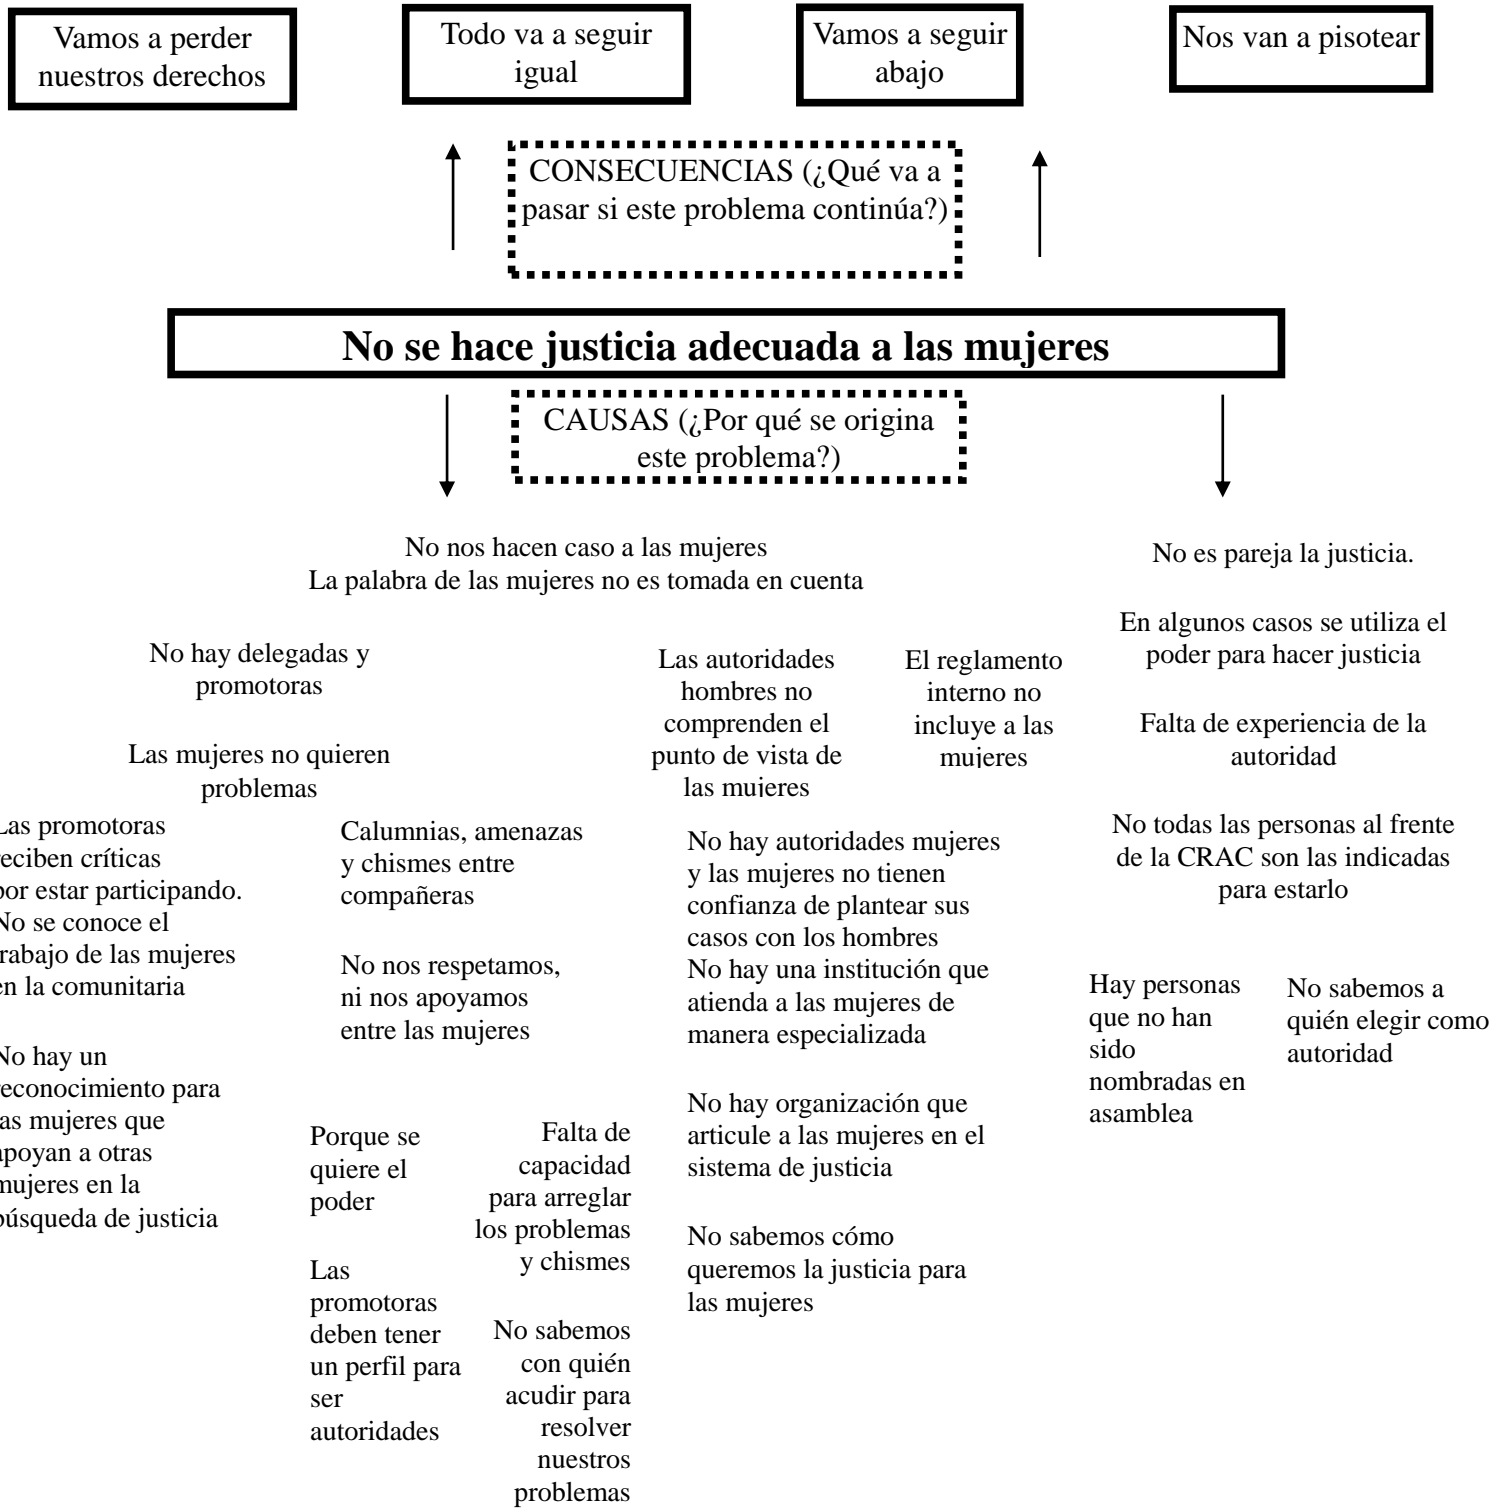 Vamos a perder
nuestros derechos
Todo va a seguir
igual
Vamos a seguir
abajo
Nos van a pisotear
CONSECUENCIAS (¿Qué va a
pasar si este problema continúa?)
No se hace justicia adecuada a las mujeres
CAUSAS (¿Por qué se origina
este problema?)
No nos hacen caso a las mujeres
La palabra de las mujeres no es tomada en cuenta
No es pareja la justicia.
En algunos casos se utiliza el
poder para hacer justicia
Falta de experiencia de la
autoridad
No todas las personas al frente
de la CRAC son las indicadas
para estarlo
Hay personas
que no han
sido
nombradas en
asamblea
No sabemos a
quién elegir como
autoridad
No hay delegadas y
promotoras
Las mujeres no quieren
problemas
Las autoridades
hombres no
comprenden el
punto de vista de
las mujeres
El reglamento
interno no
incluye a las
mujeres
Las promotoras
reciben críticas
por estar participando.
No se conoce el
trabajo de las mujeres
en la comunitaria
No hay un
reconocimiento para
las mujeres que
apoyan a otras
mujeres en la
búsqueda de justicia
Calumnias, amenazas
y chismes entre
compañeras
No nos respetamos,
ni nos apoyamos
entre las mujeres
Porque se
quiere el
poder
Las
promotoras
deben tener
un perfil para
ser
autoridades
Falta de
capacidad
para arreglar
los problemas
y chismes
No sabemos
con quién
acudir para
resolver
nuestros
problemas
No hay autoridades mujeres
y las mujeres no tienen
confianza de plantear sus
casos con los hombres
No hay una institución que
atienda a las mujeres de
manera especializada
No hay organización que
articule a las mujeres en el
sistema de justicia
No sabemos cómo
queremos la justicia para
las mujeres